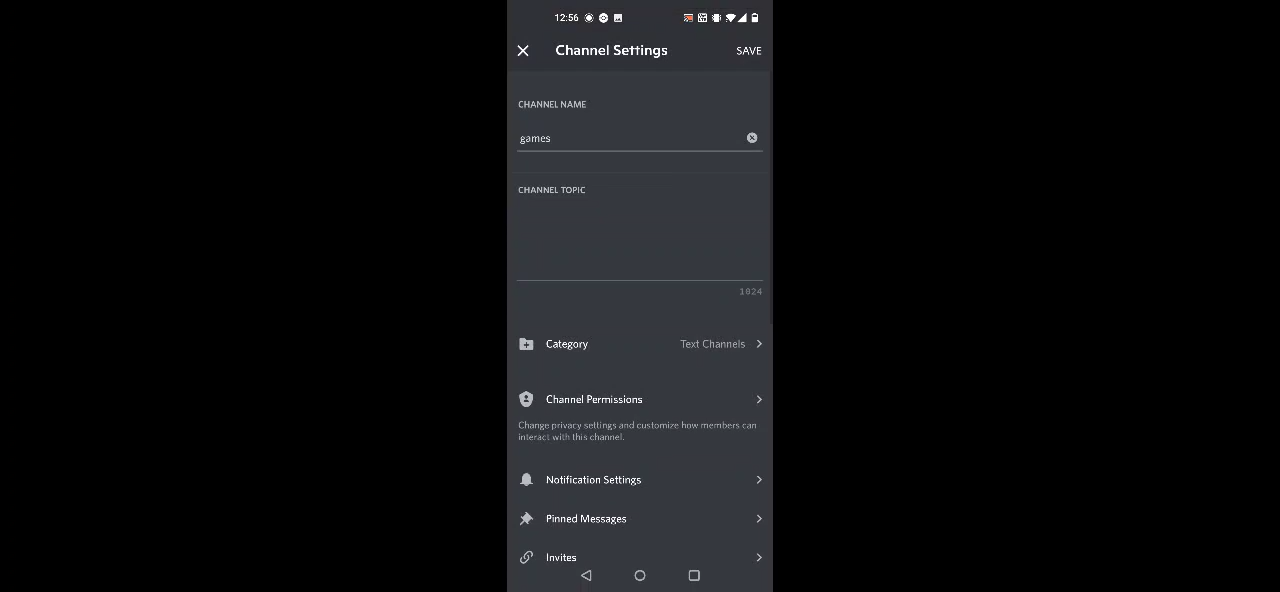 12:56
Channel Settings
SAVE
CHANNEL NAME
games
CHANNEL TOPIC
1024
Category
Text Channels
Channel Permissions
Change privacy settings and customize how members can
interact with this channel.
Notification Settings
Pinned Messages
Invites